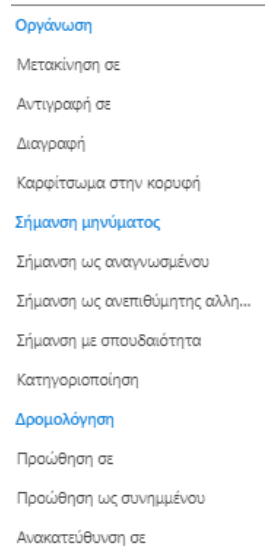 Οργάνωση
Μετακίνηση σε
Αντιγραφή σε
Διαγραφή
Καρφίτσωμα στην κορυφή
Σήμανση μηνύματος
Σήμανση ως αναγνωσμένου
Σήμανση ως ανεπιθύμητης αλλη...
Σήμανση με σπουδαιότητα
Κατηγοριοποίηση
Δρομολόγηση
Προώθηση σε
Προώθηση ως συνημμένου
Ανακατεύθυνση σε